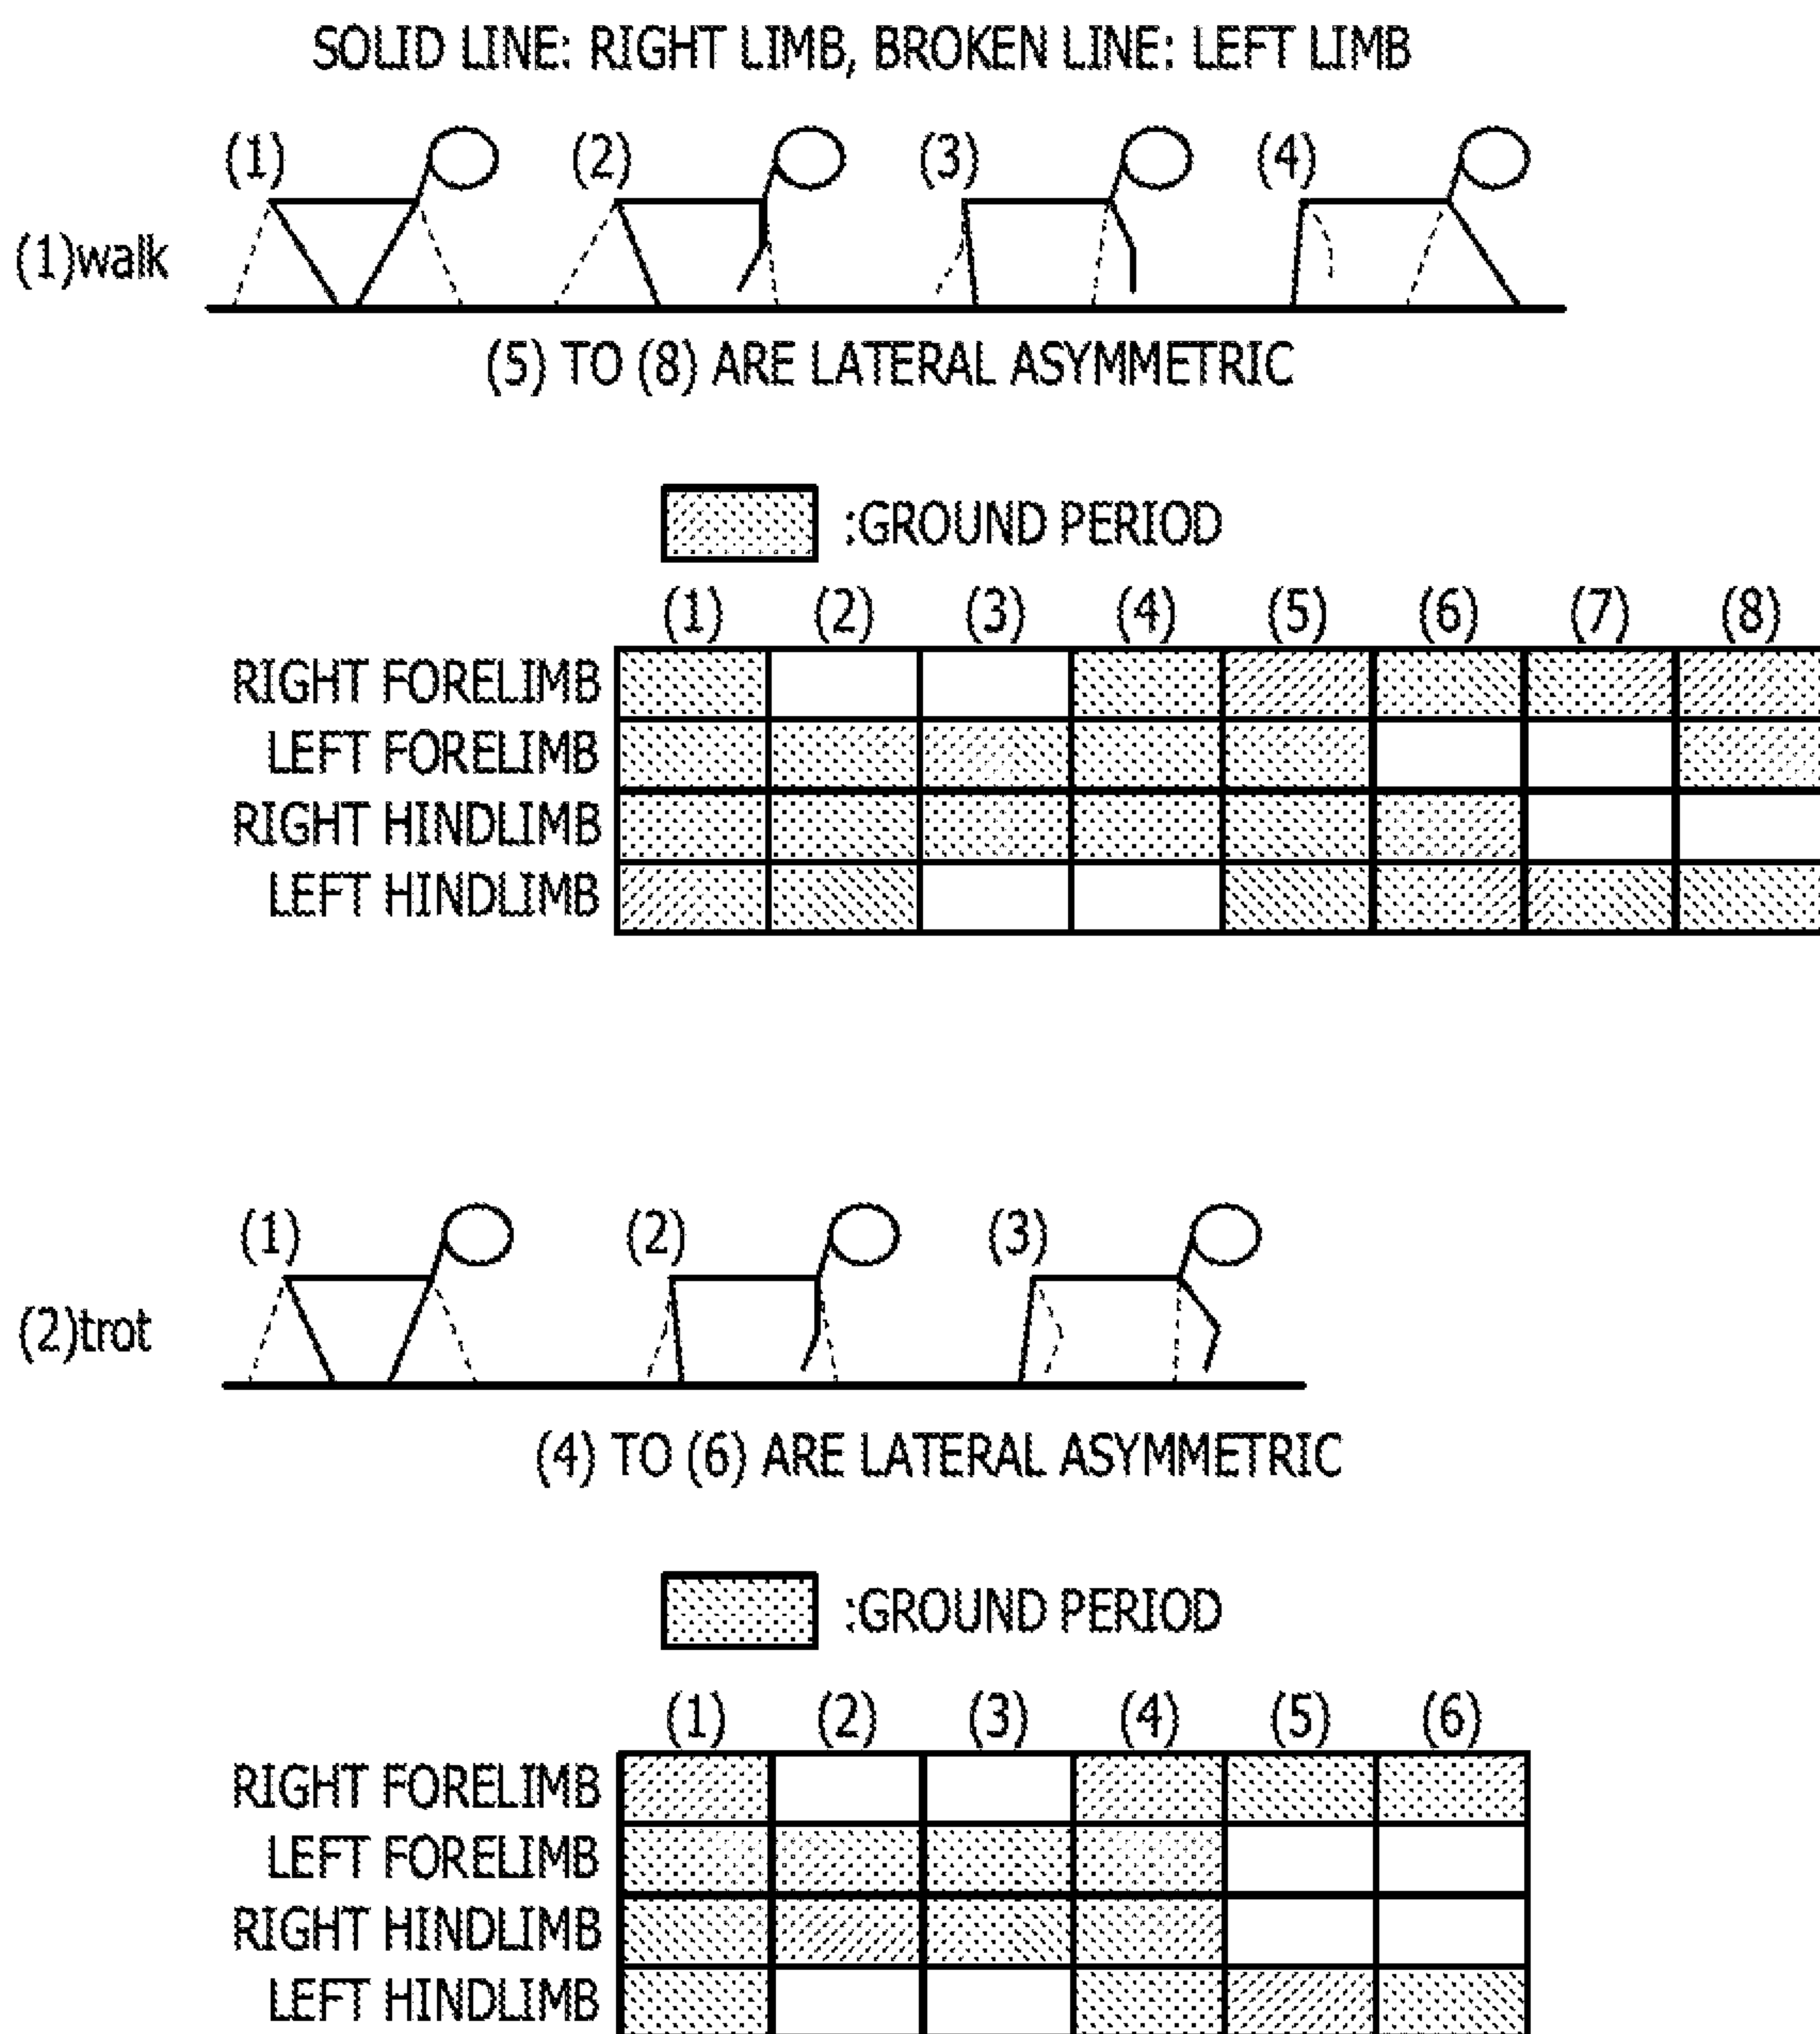 SOLID LINE: RIGHT LIMB, BROKEN LINE: LEFT LIMB
(1) (2) (3) (4)
(1)walk
(5) TO (8) ARE LATERAL ASYMMETRIC
:GROUND PERIOD
(1) (2) (3) (4) (5) (6) (7) (8)
RIGHT FORELIMB
LEFT FORELIMB
RIGHT HINDLIMB
LEFT HINDLIMB
(1) (2) (3)
(2)trot
(4) TO (6) ARE LATERAL ASYMMETRIC
:GROUND PERIOD
(1) (2) (3) (4) (5) (6)
RIGHT FORELIMB
LEFT FORELIMB
RIGHT HINDLIMB
LEFT HINDLIMB